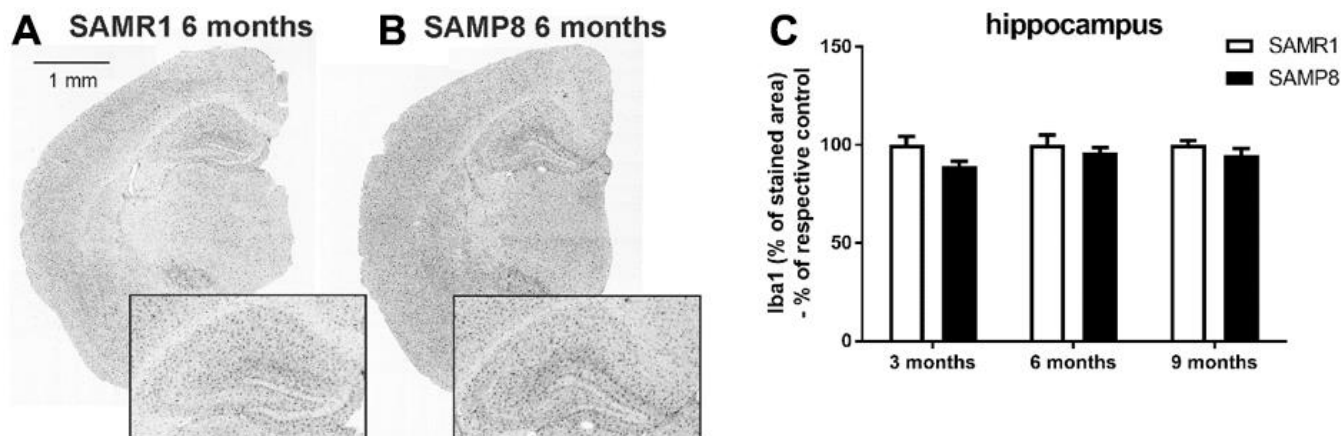 A SAMR1 6 months
1 mm
B SAMP8 6 months
C hippocampus
SAMR1
SAMP8
Iba1 (% of stained area)
- % of respective control
150
100
50
0
3 months
6 months
9 months